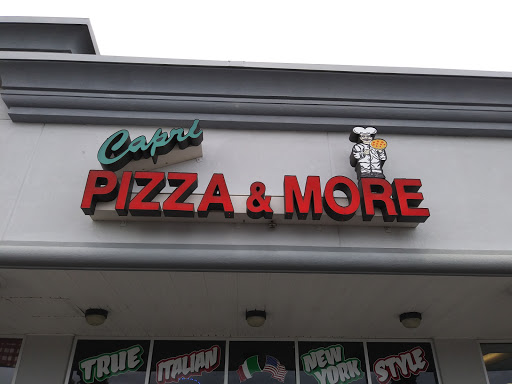 Capri
PIZZA & MORE
TRUE ITALIAN NEW YORK STYLE